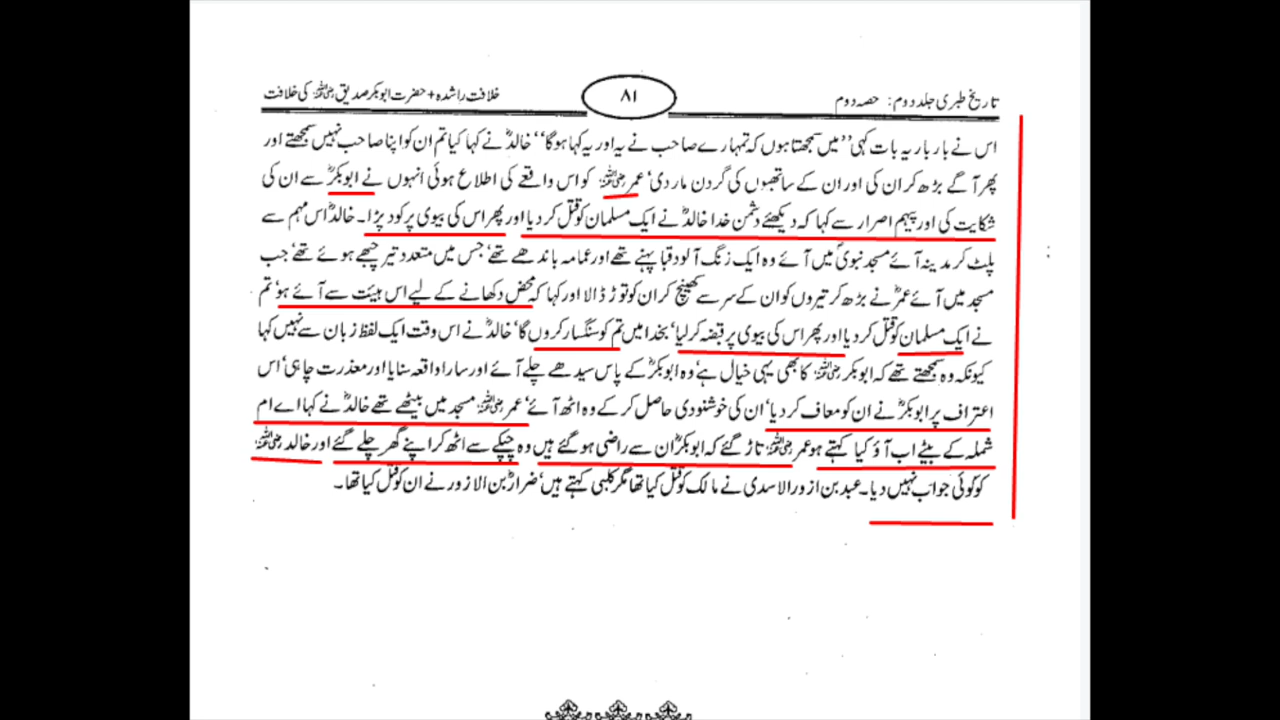 تاریخ طبری جلد دوم: حصہ دوم ۸۱ خلافت راشدہ + حضرت ابوبکر صدیق رضی اللہ عنہ کی خلافت
اس نے بار بار یہ بات کہی ’’میں سمجھتا ہوں کہ تمہارے صاحب نے یہ اور یہ کہا ہوگا‘‘ خالدؓ نے کہا کیا تم ان کو اپنا صاحب نہیں سمجھتے اور
پھر آگے بڑھ کر ان کی اور ان کے ساتھیوں کی گردن مار دی‘ عمر رضی اللہ عنہ کو اس واقعے کی اطلاع ہوئی انہوں نے ابوبکرؓ سے ان کی
شکایت کی اور پیہم اصرار سے کہا کہ دیکھئے دشمن خدا خالدؓ نے ایک مسلمان کو قتل کر دیا اور پھر اس کی بیوی پر کود پڑا۔ خالدؓ اس مہم سے
پلٹ کر مدینہ آئے مسجد نبویؐ میں آئے وہ ایک زنگ آلود قبا پہنے تھے اور عمامہ باندھے تھے‘ جس میں متعدد تیر چبھے ہوئے تھے‘ جب
مسجد میں آئے عمرؓ نے بڑھ کر تیروں کو ان کے سر سے کھینچ کر ان کو توڑ ڈالا اور کہا کہ محض دکھانے کے لیے اس ہیئت سے آئے ہو‘ تم
نے ایک مسلمان کو قتل کر دیا اور پھر اس کی بیوی پر قبضہ کر لیا‘ بخدا میں تم کو سنگسار کروں گا‘ خالدؓ نے اس وقت ایک لفظ زبان سے نہیں کہا
کیونکہ وہ سمجھتے تھے کہ ابوبکر رضی اللہ عنہ کا بھی یہی خیال ہے‘ وہ ابوبکرؓ کے پاس سیدھے چلے آئے اور سارا واقعہ سنایا اور معذرت چاہی‘ اس
اعتراف پر ابوبکرؓ نے ان کو معاف کر دیا‘ ان کی خوشنودی حاصل کر کے وہ اٹھ آئے‘ عمر رضی اللہ عنہ مسجد میں بیٹھے تھے خالدؓ نے کہا اے ام
شملہ کے بیٹے اب آؤ کیا کہتے ہو عمر رضی اللہ عنہ تاڑ گئے کہ ابوبکرؓ ان سے راضی ہو گئے ہیں وہ چپکے سے اٹھ کر اپنے گھر چلے گئے اور خالد رضی اللہ عنہ
کو کوئی جواب نہیں دیا۔ عبد بن ازور الاسدی نے مالک کو قتل کیا تھا مگر کلبی کہتے ہیں‘ ضرارؓ بن الازور نے ان کو قتل کیا تھا۔